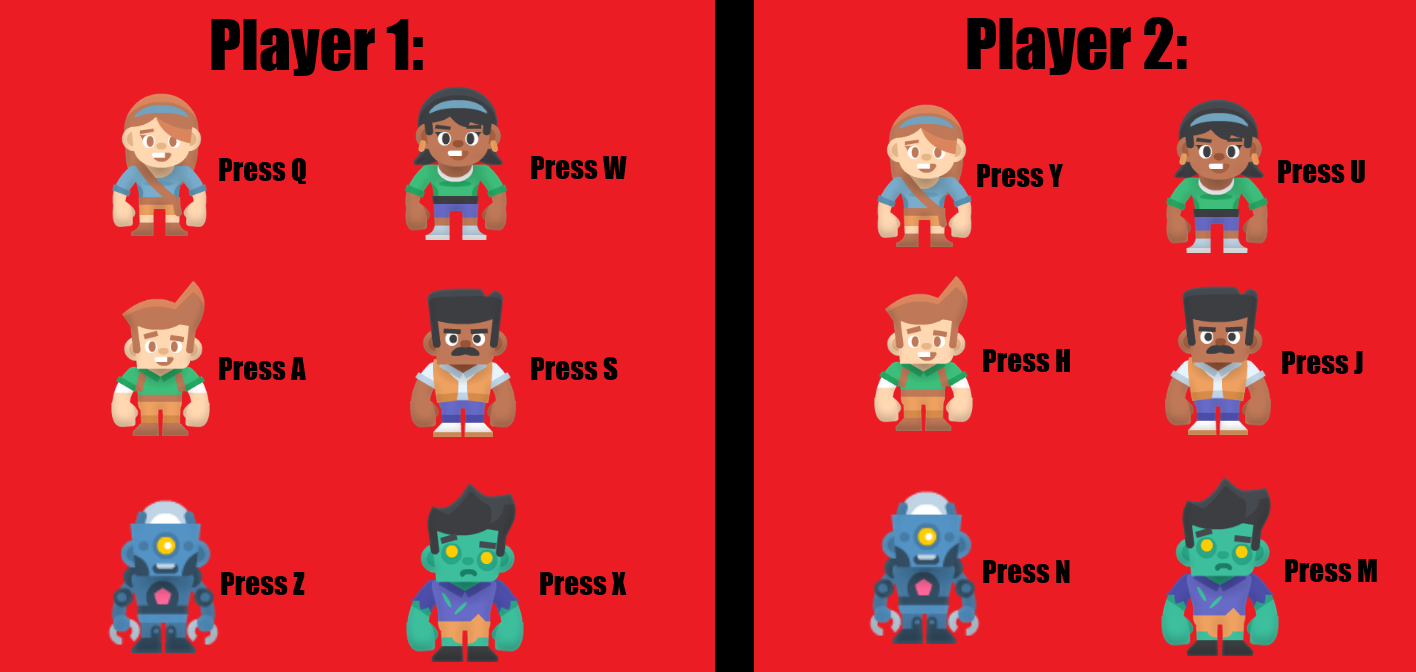 Player 1:
Press Q
Press W
Press A
Press S
Press Z
Press X
Player 2:
Press Y
Press U
Press H
Press J
Press N
Press M